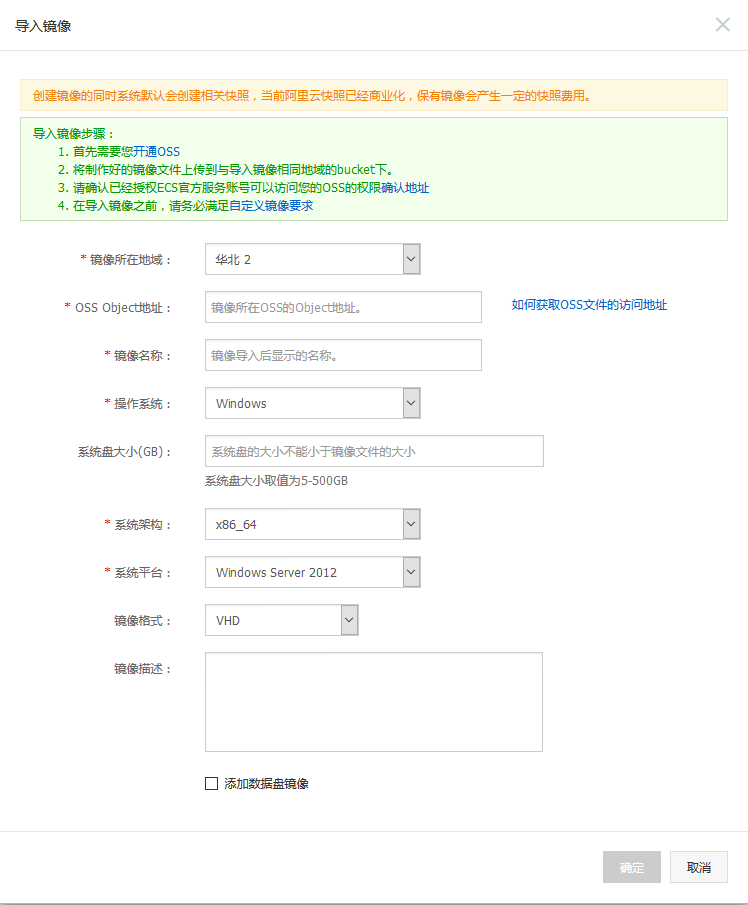 导入镜像
创建镜像的同时系统默认会创建相关快照，当前阿里云快照已经商业化，保有镜像会产生一定的快照费用。
导入镜像步骤：
1. 首先需要您开通OSS
2. 将制作好的镜像文件上传到与导入镜像相同地域的bucket下。
3. 请确认已经授权ECS官方服务账号可以访问您的OSS的权限确认地址
4. 在导入镜像之前，请务必满足自定义镜像要求
* 镜像所在地域： 华北 2
* OSS Object地址： 镜像所在OSS的Object地址。 如何获取OSS文件的访问地址
* 镜像名称： 镜像导入后显示的名称。
* 操作系统： Windows
系统盘大小(GB)： 系统盘的大小不能小于镜像文件的大小
系统盘大小取值为5-500GB
* 系统架构： x86_64
* 系统平台： Windows Server 2012
镜像格式： VHD
镜像描述：
添加数据盘镜像
确定 取消